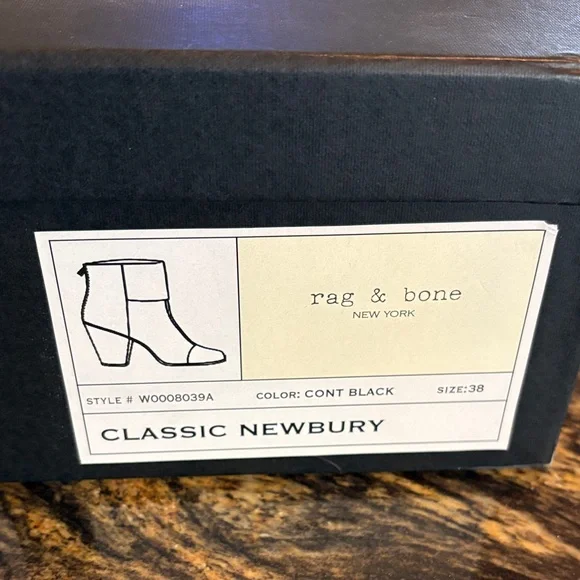 rag & bone
NEW YORK
STYLE # W0008039A COLOR: CONT BLACK SIZE:38
CLASSIC NEWBURY